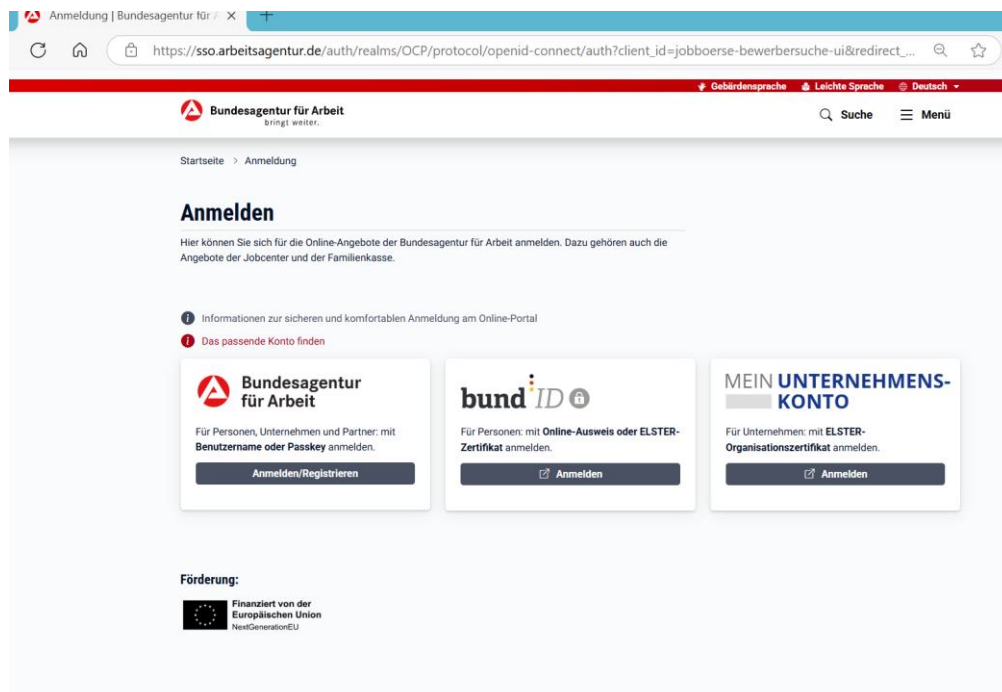 Anmeldung | Bundesagentur für A
https://sso.arbeitsagentur.de/auth/realms/OCP/protocol/openid-connect/auth?client_id=jobboerse-bewerbersuche-ui&redirect_...
Gebärdensprache Leichte Sprache Deutsch
Bundesagentur für Arbeit
bringt weiter.
Suche Menü
Startseite > Anmeldung
Anmelden
Hier können Sie sich für die Online-Angebote der Bundesagentur für Arbeit anmelden. Dazu gehören auch die
Angebote der Jobcenter und der Familienkasse.
Informationen zur sicheren und komfortablen Anmeldung am Online-Portal
Das passende Konto finden
Bundesagentur
für Arbeit
Für Personen, Unternehmen und Partner: mit
Benutzername oder Passkey anmelden.
Anmelden/Registrieren
bund ID
Für Personen: mit Online-Ausweis oder ELSTER-
Zertifikat anmelden.
Anmelden
MEIN UNTERNEHMENS-
KONTO
Für Unternehmen: mit ELSTER-
Organisationszertifikat anmelden.
Anmelden
Förderung:
Finanziert von der
Europäischen Union
NextGenerationEU